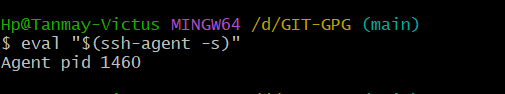 Hp@Tanmay-Victus MINGW64 /d/GIT-GPG (main)
$ eval "$(ssh-agent -s)"
Agent pid 1460